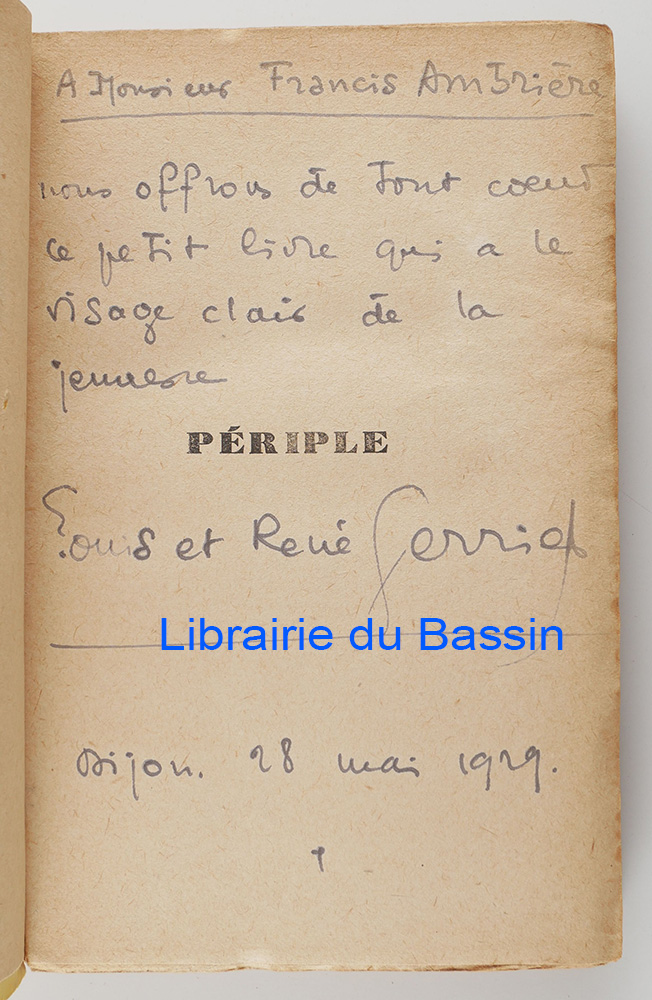 A Monsieur Francis Ambrière
nous offrons de tout coeur
ce petit livre qui a le
visage clair de la
jeunesse
PÉRIPLE
Louis et René Gerriet
Librairie du Bassin
Dijon. 28 mai 1929.